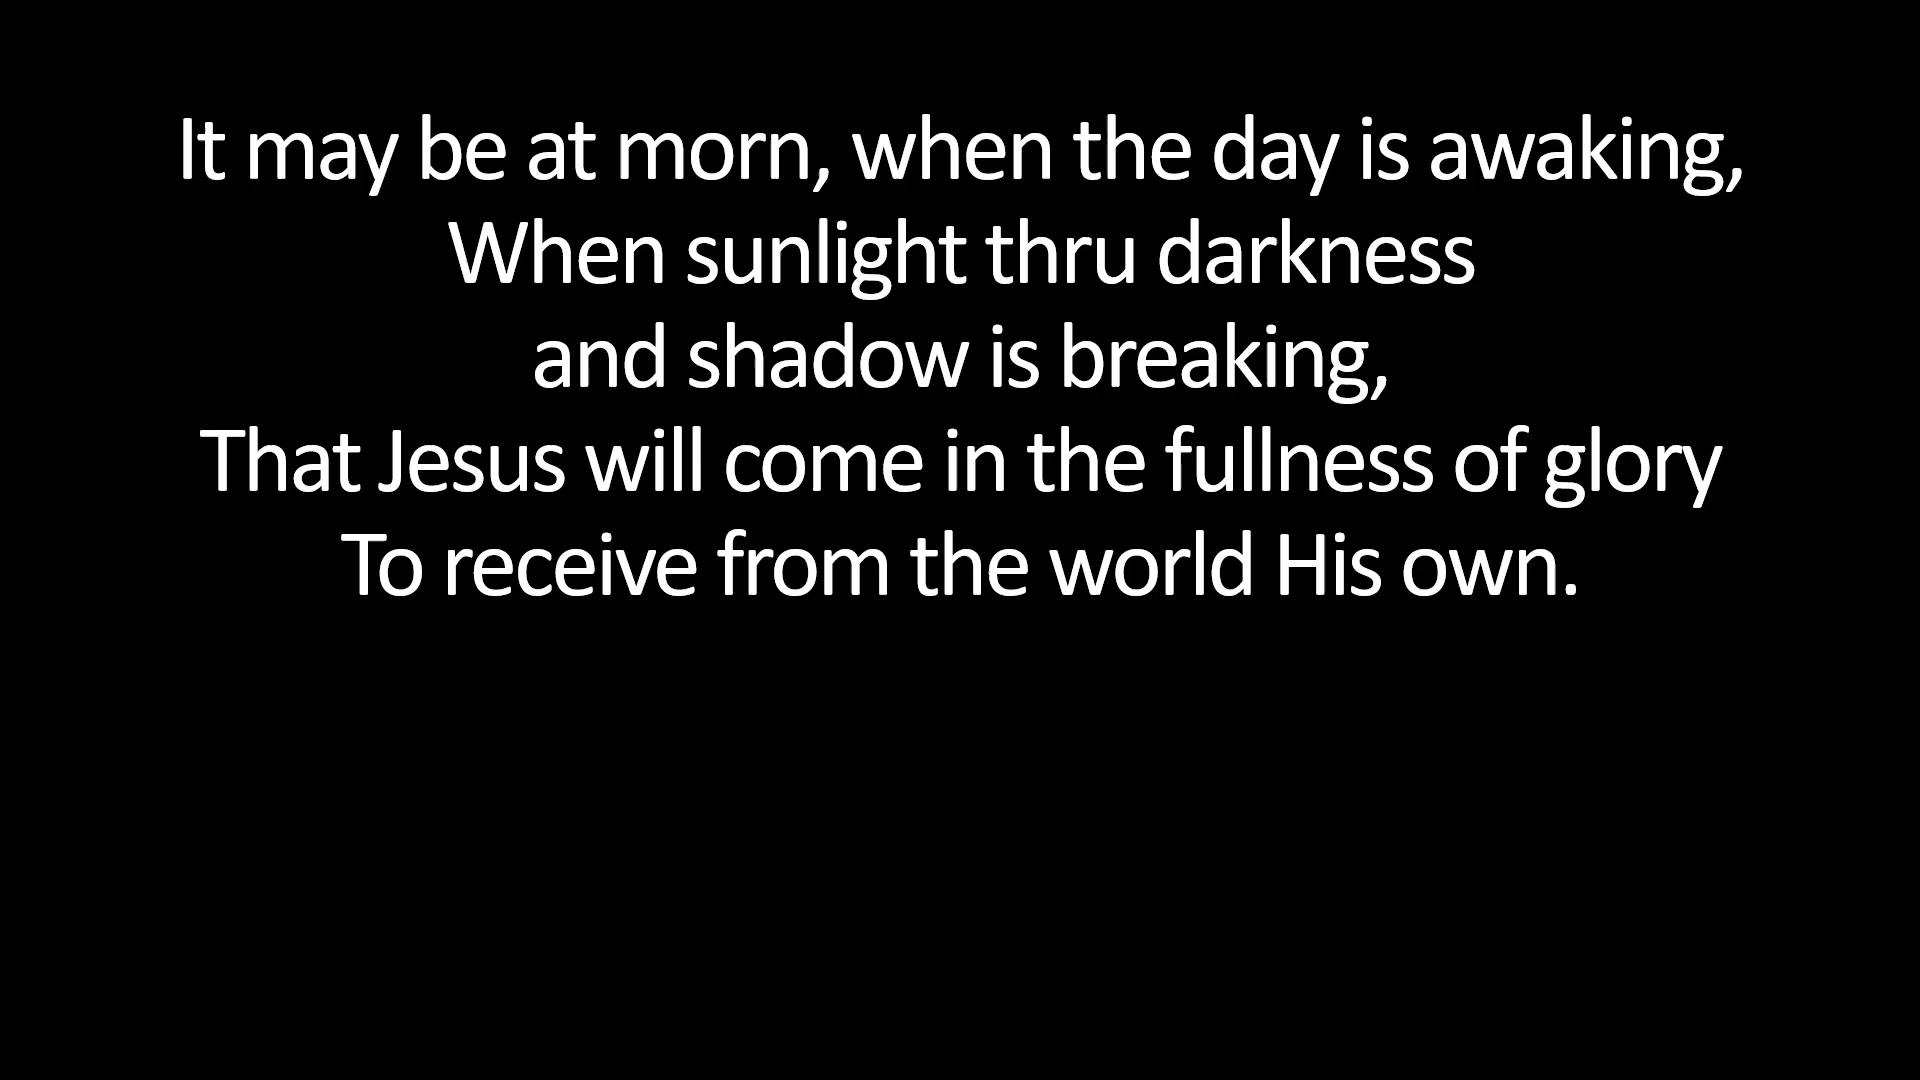 It may be at morn, when the day is awaking,
When sunlight thru darkness
and shadow is breaking,
That Jesus will come in the fullness of glory
To receive from the world His own.